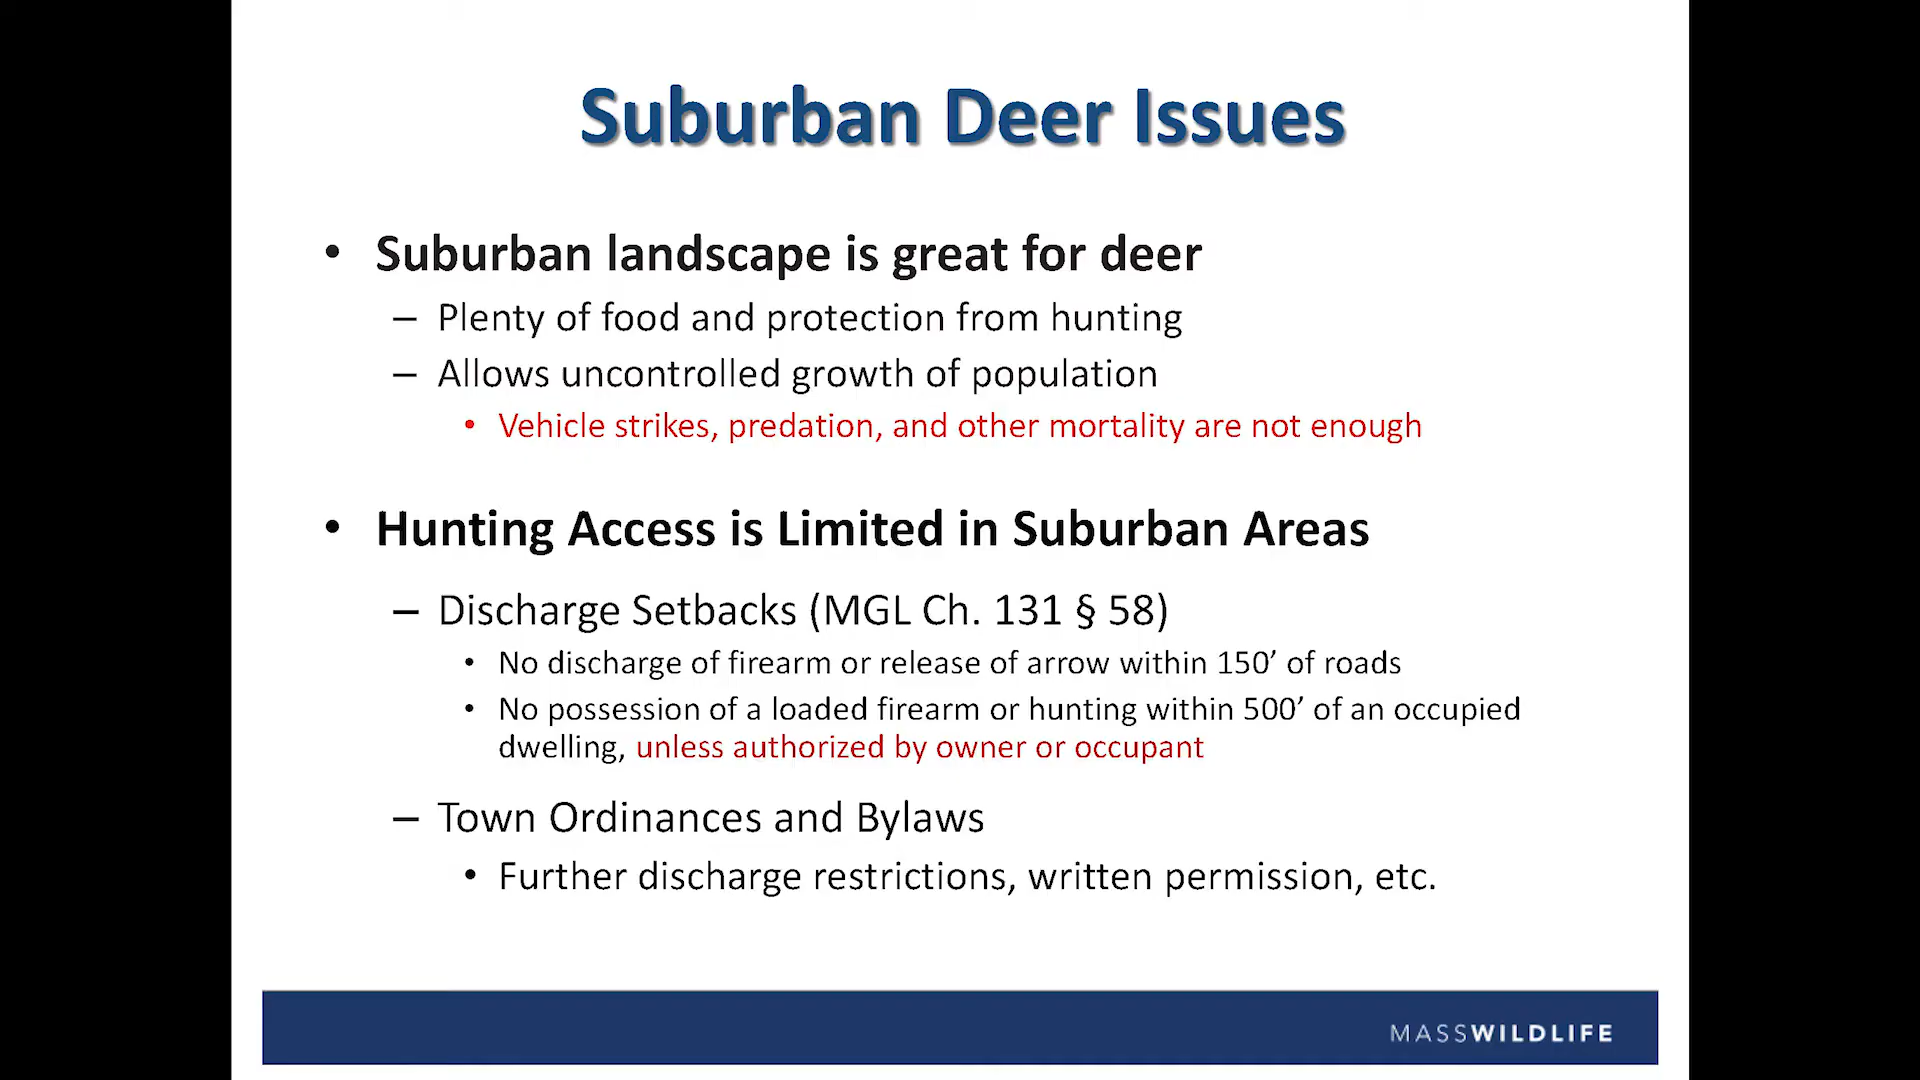 Suburban Deer Issues
• Suburban landscape is great for deer
– Plenty of food and protection from hunting
– Allows uncontrolled growth of population
• Vehicle strikes, predation, and other mortality are not enough
• Hunting Access is Limited in Suburban Areas
– Discharge Setbacks (MGL Ch. 131 § 58)
• No discharge of firearm or release of arrow within 150’ of roads
• No possession of a loaded firearm or hunting within 500’ of an occupied
dwelling, unless authorized by owner or occupant
– Town Ordinances and Bylaws
• Further discharge restrictions, written permission, etc.
MASSWILDLIFE